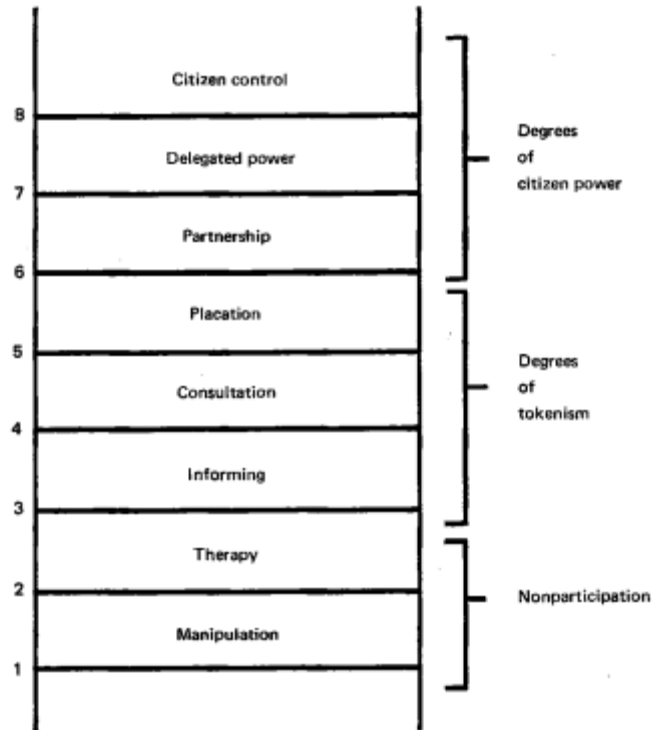 Citizen control
8
Delegated power
7
Partnership
6
Placation
5
Consultation
4
Informing
3
Therapy
2
Manipulation
1
Degrees
of
citizen power
Degrees
of
tokenism
Nonparticipation